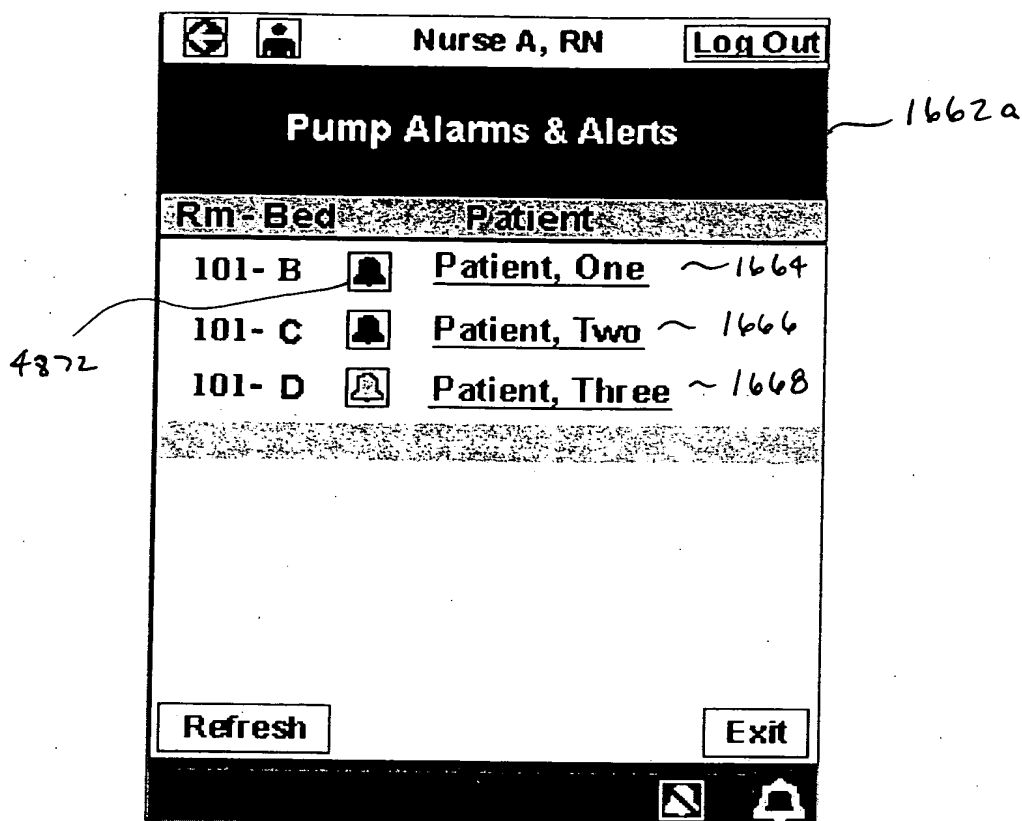 Nurse A, RN Log Out
Pump Alarms & Alerts 1662a
Rm-Bed Patient
101-B Patient, One 1664
101-C Patient, Two 1666
4872
101-D Patient, Three 1668
Refresh Exit